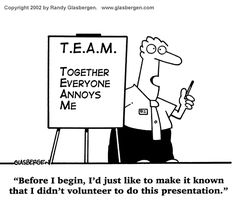 Copyright 2002 by Randy Glasbergen. www.glasbergen.com
T.E.A.M.
TOGETHER
EVERYONE
ANNOYS
ME
GLASBERGEN
“Before I begin, I’d just like to make it known
that I didn’t volunteer to do this presentation.”